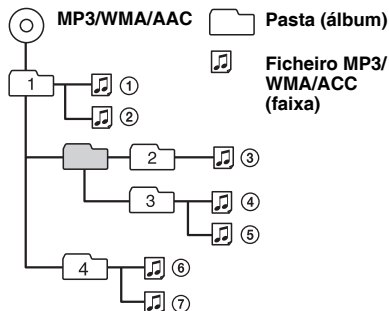 MP3/WMA/AAC
Pasta (álbum)
Ficheiro MP3/
WMA/ACC
(faixa)
1
①
②
2
③
3
④
⑤
4
⑥
⑦